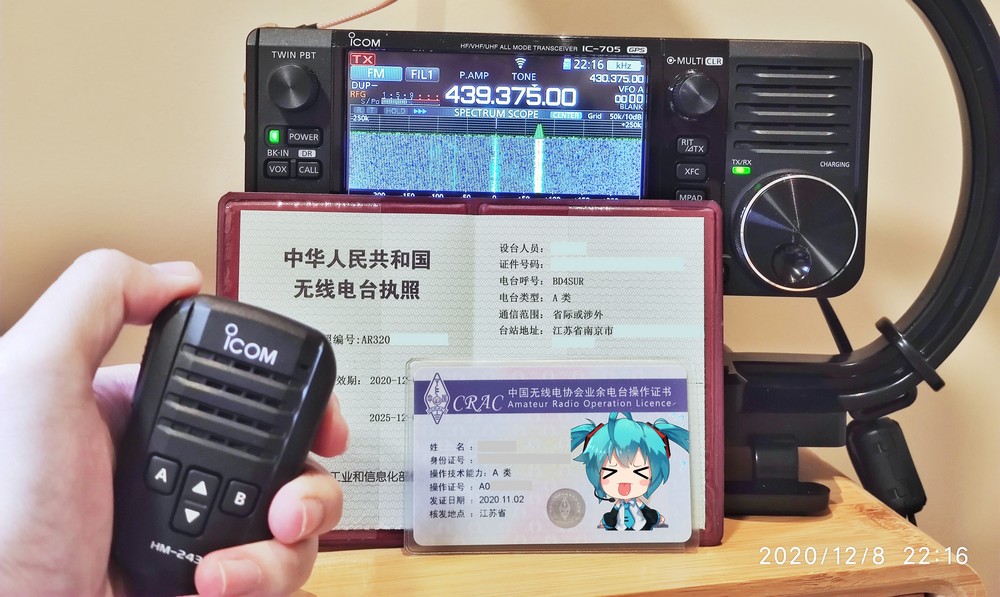 ICOM
HF/VHF/UHF ALL MODE TRANSCEIVER IC-705 GPS
TWIN PBT
POWER
BK-IN DR
VOX CALL
TX
22:16 kHz
FM FIL1 P.AMP TONE
430.375.00
DUP-
VFO A
RFG
439.375.00
BLANK
HOLD
SPECTRUM SCOPE CENTER Grid 50k/10dB
-250k
+250k
MULTI CLR
RIT/ΔTX
XFC
MPAD
TX/RX
CHARGING
中华人民共和国
无线电台执照
照编号:AR320
效期: 2020-12
2025-12
工业和信息化部
设台人员:
证件号码:
电台呼号: BD4SUR
电台类型: A 类
通信范围: 省际或涉外
台站地址: 江苏省南京市
CRAC
中国无线电协会业余电台操作证书
Amateur Radio Operation Licence
姓 名:
身份证号:
操作技术能力: A 类
操作证号: A0
发证日期: 2020.11.02
核发地点: 江苏省
ICOM
A
B
HM-243
2020/12/8 22:16